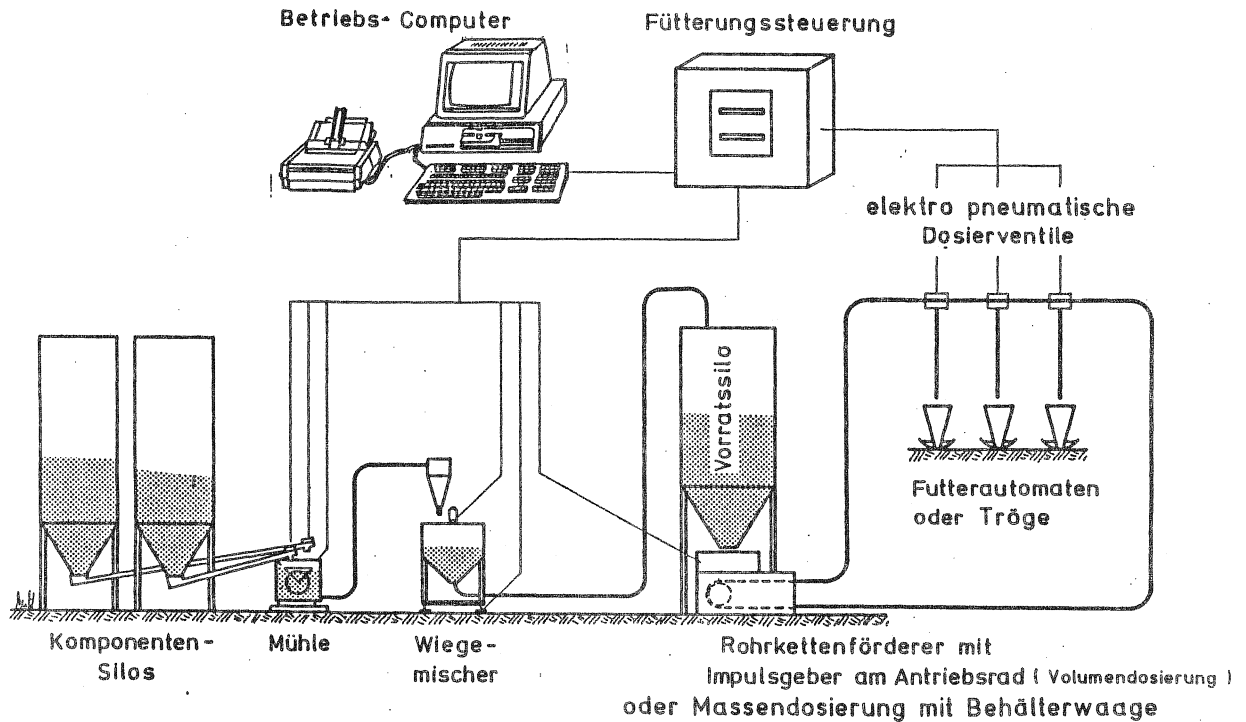 Betriebs-Computer
Fütterungssteuerung
elektro pneumatische
Dosierventile
Vorratssilo
Futterautomaten
oder Tröge
Komponenten-
Silos
Mühle
Wiege-
mischer
Rohrkettenförderer mit
Impulsgeber am Antriebsrad (Volumendosierung)
oder Massendosierung mit Behälterwaage